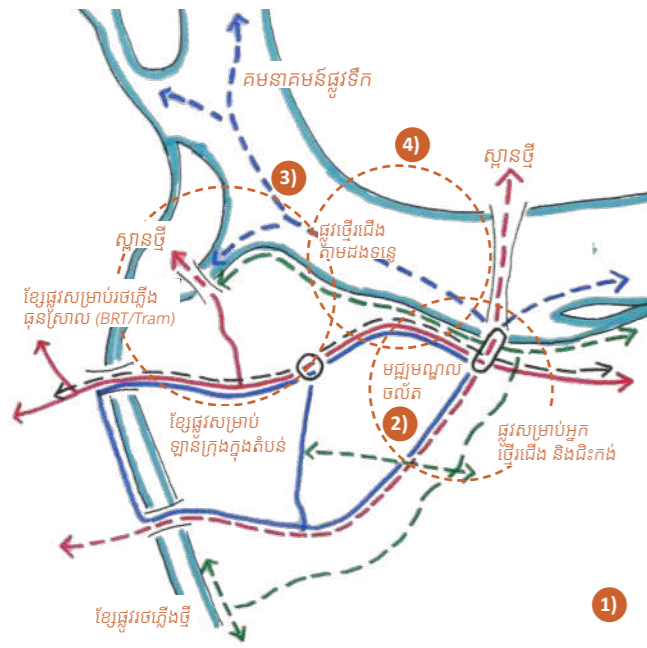 គមនាគមន៍ផ្លូវទឹក
4)
ស្ពានថ្មី
3)
ផ្លូវថ្មើរជើង
តាមដងទន្លេ
ស្ពានថ្មី
ខ្សែផ្លូវសម្រាប់រថភ្លើង
ធុនស្រាល (BRT/Tram)
មជ្ឈមណ្ឌល
ចល័ត
2)
ខ្សែផ្លូវសម្រាប់
ឡានក្រុងក្នុងតំបន់
ផ្លូវសម្រាប់អ្នក
ថ្មើរជើង និងជិះកង់
1)
ខ្សែផ្លូវរថភ្លើងថ្មី